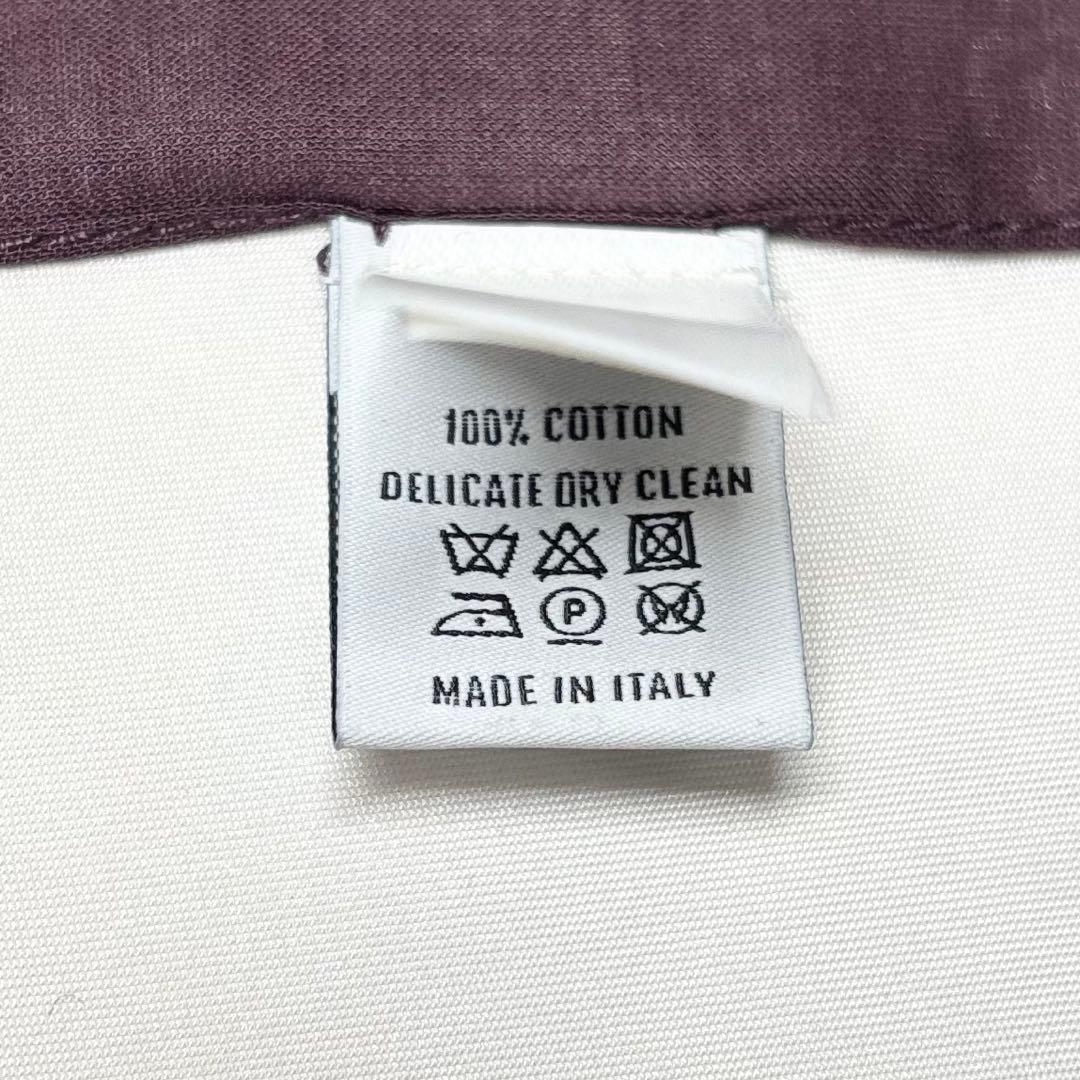 100% COTTON
DELICATE DRY CLEAN
P
W
MADE IN ITALY